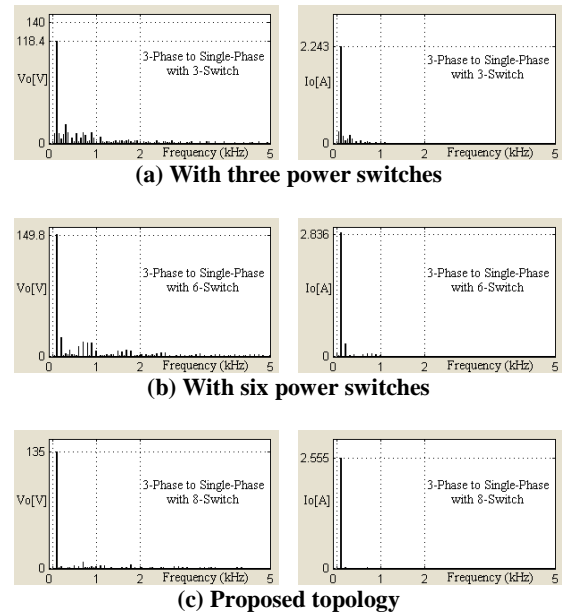 140
118.4
Vo[V]
3-Phase to Single-Phase
with 3-Switch
0
0 1 2 Frequency (kHz) 5
2.243
Io[A]
3-Phase to Single-Phase
with 3-Switch
0
0 1 2 Frequency (kHz) 5
(a) With three power switches
149.8
Vo[V]
3-Phase to Single-Phase
with 6-Switch
0
0 1 2 Frequency (kHz) 5
2.836
Io[A]
3-Phase to Single-Phase
with 6-Switch
0
0 1 2 Frequency (kHz) 5
(b) With six power switches
135
Vo[V]
3-Phase to Single-Phase
with 8-Switch
0
0 1 2 Frequency (kHz) 5
2.555
Io[A]
3-Phase to Single-Phase
with 8-Switch
0
0 1 2 Frequency (kHz) 5
(c) Proposed topology